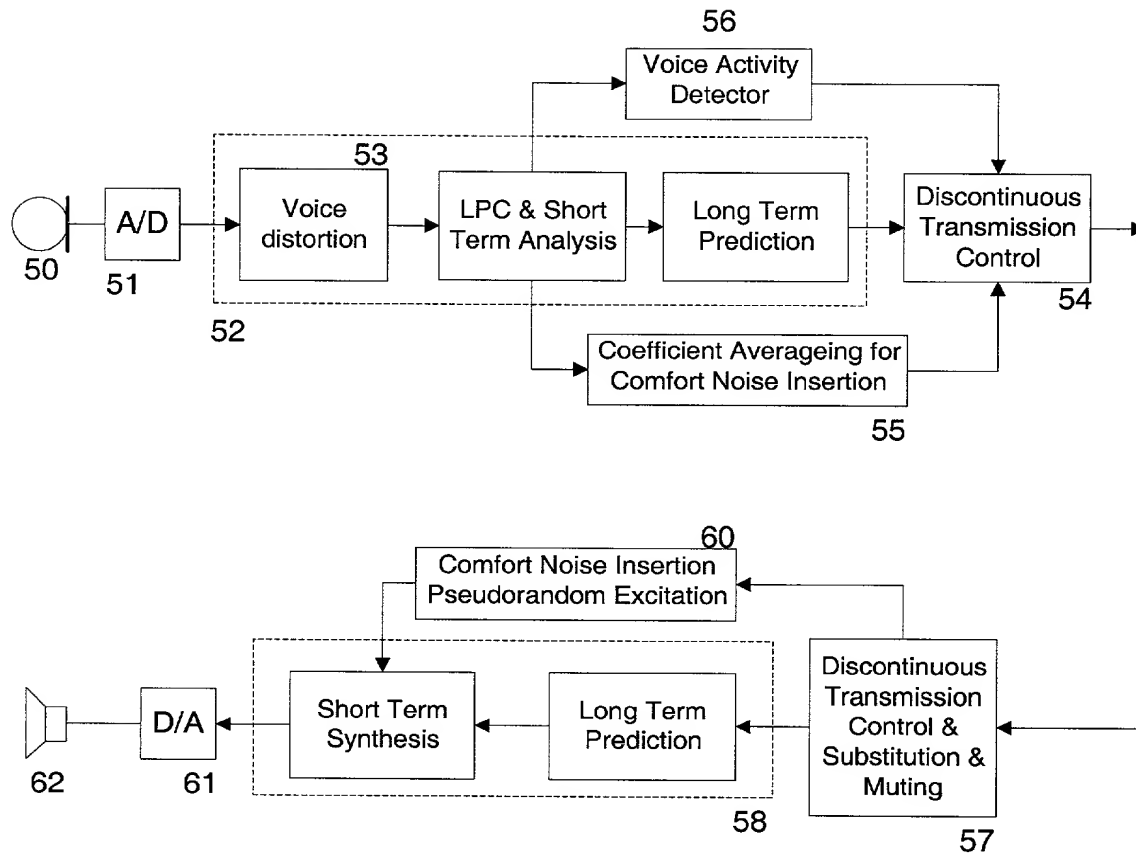 56
Voice Activity
Detector
53
Voice
distortion
LPC & Short
Term Analysis
Long Term
Prediction
Discontinuous
Transmission
Control
A/D
50
51
52
54
Coefficient Averageing for
Comfort Noise Insertion
55
60
Comfort Noise Insertion
Pseudorandom Excitation
Discontinuous
Transmission
Control &
Substitution &
Muting
D/A
Short Term
Synthesis
Long Term
Prediction
62
61
58
57